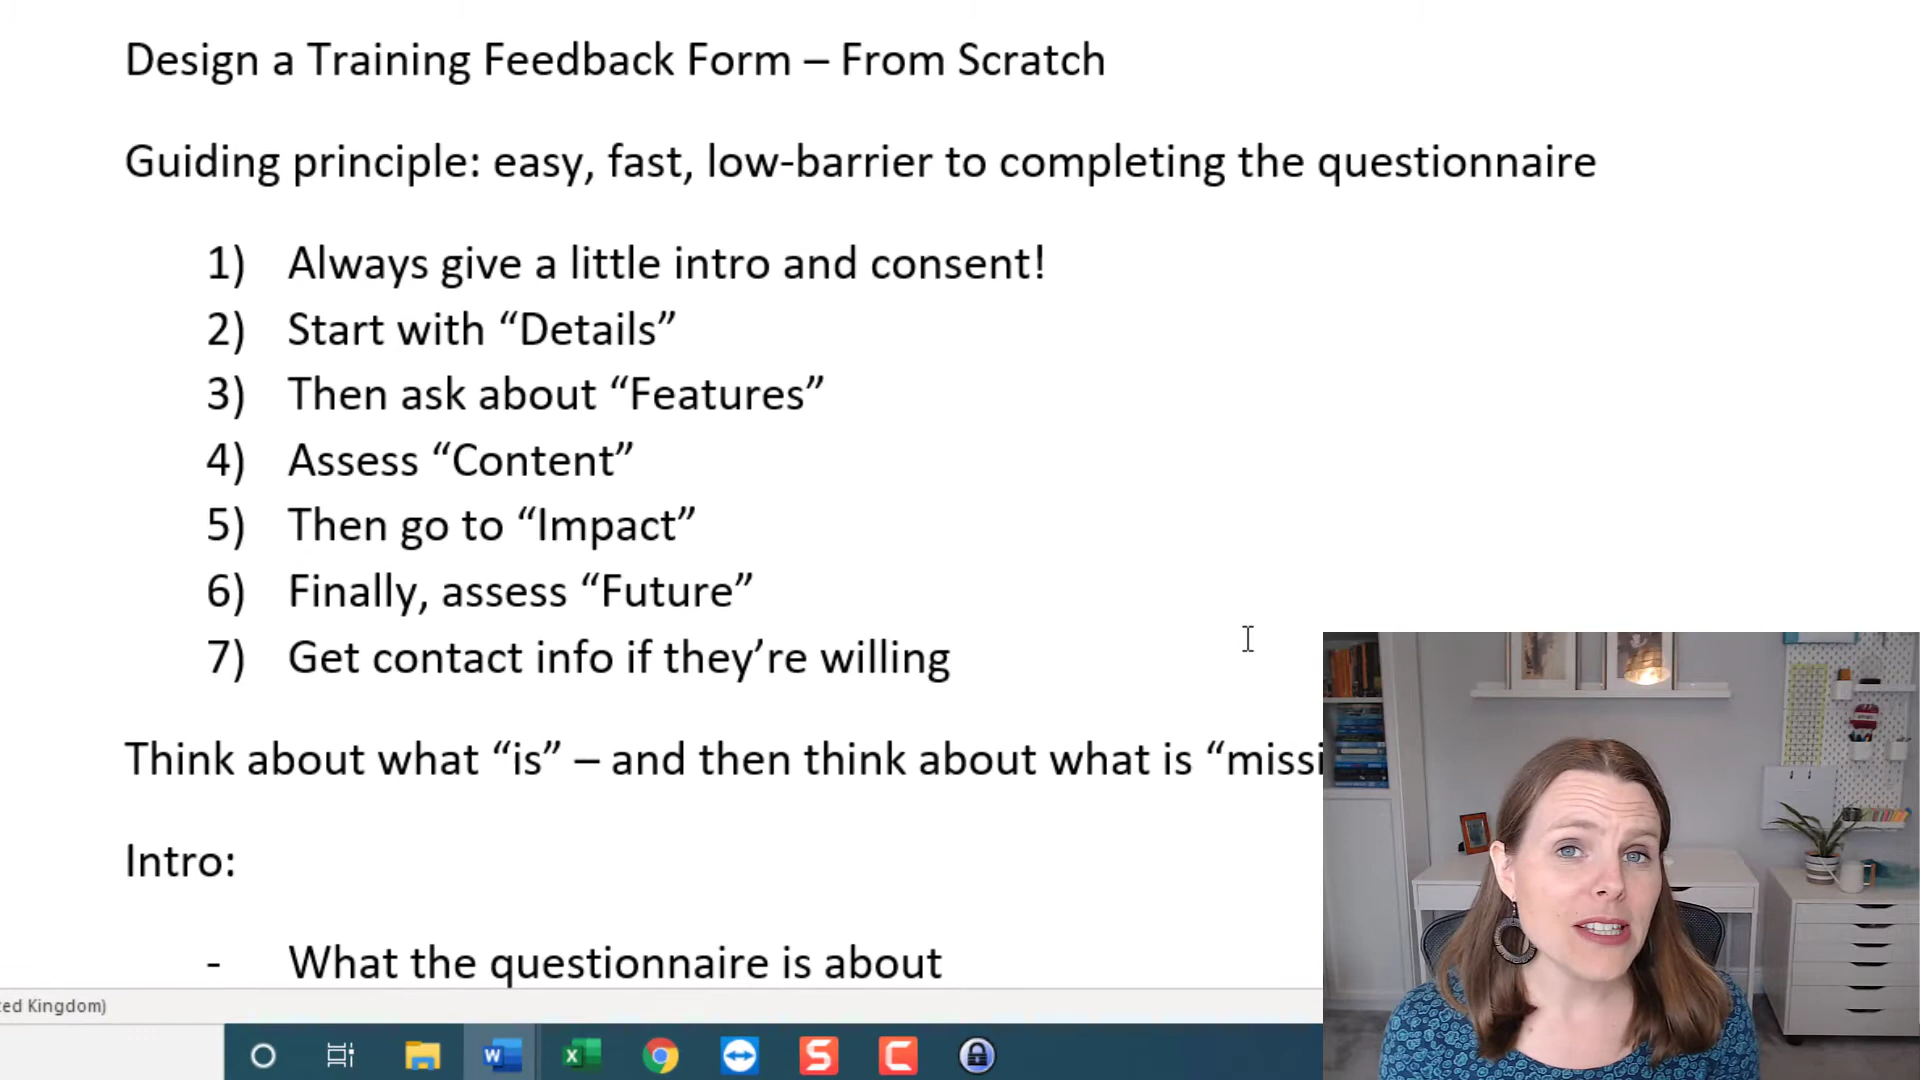 Design a Training Feedback Form – From Scratch
Guiding principle: easy, fast, low-barrier to completing the questionnaire
1) Always give a little intro and consent!
2) Start with “Details”
3) Then ask about “Features”
4) Assess “Content”
5) Then go to “Impact”
6) Finally, assess “Future”
7) Get contact info if they’re willing
Think about what “is” – and then think about what is “missi
Intro:
- What the questionnaire is about
ted Kingdom)